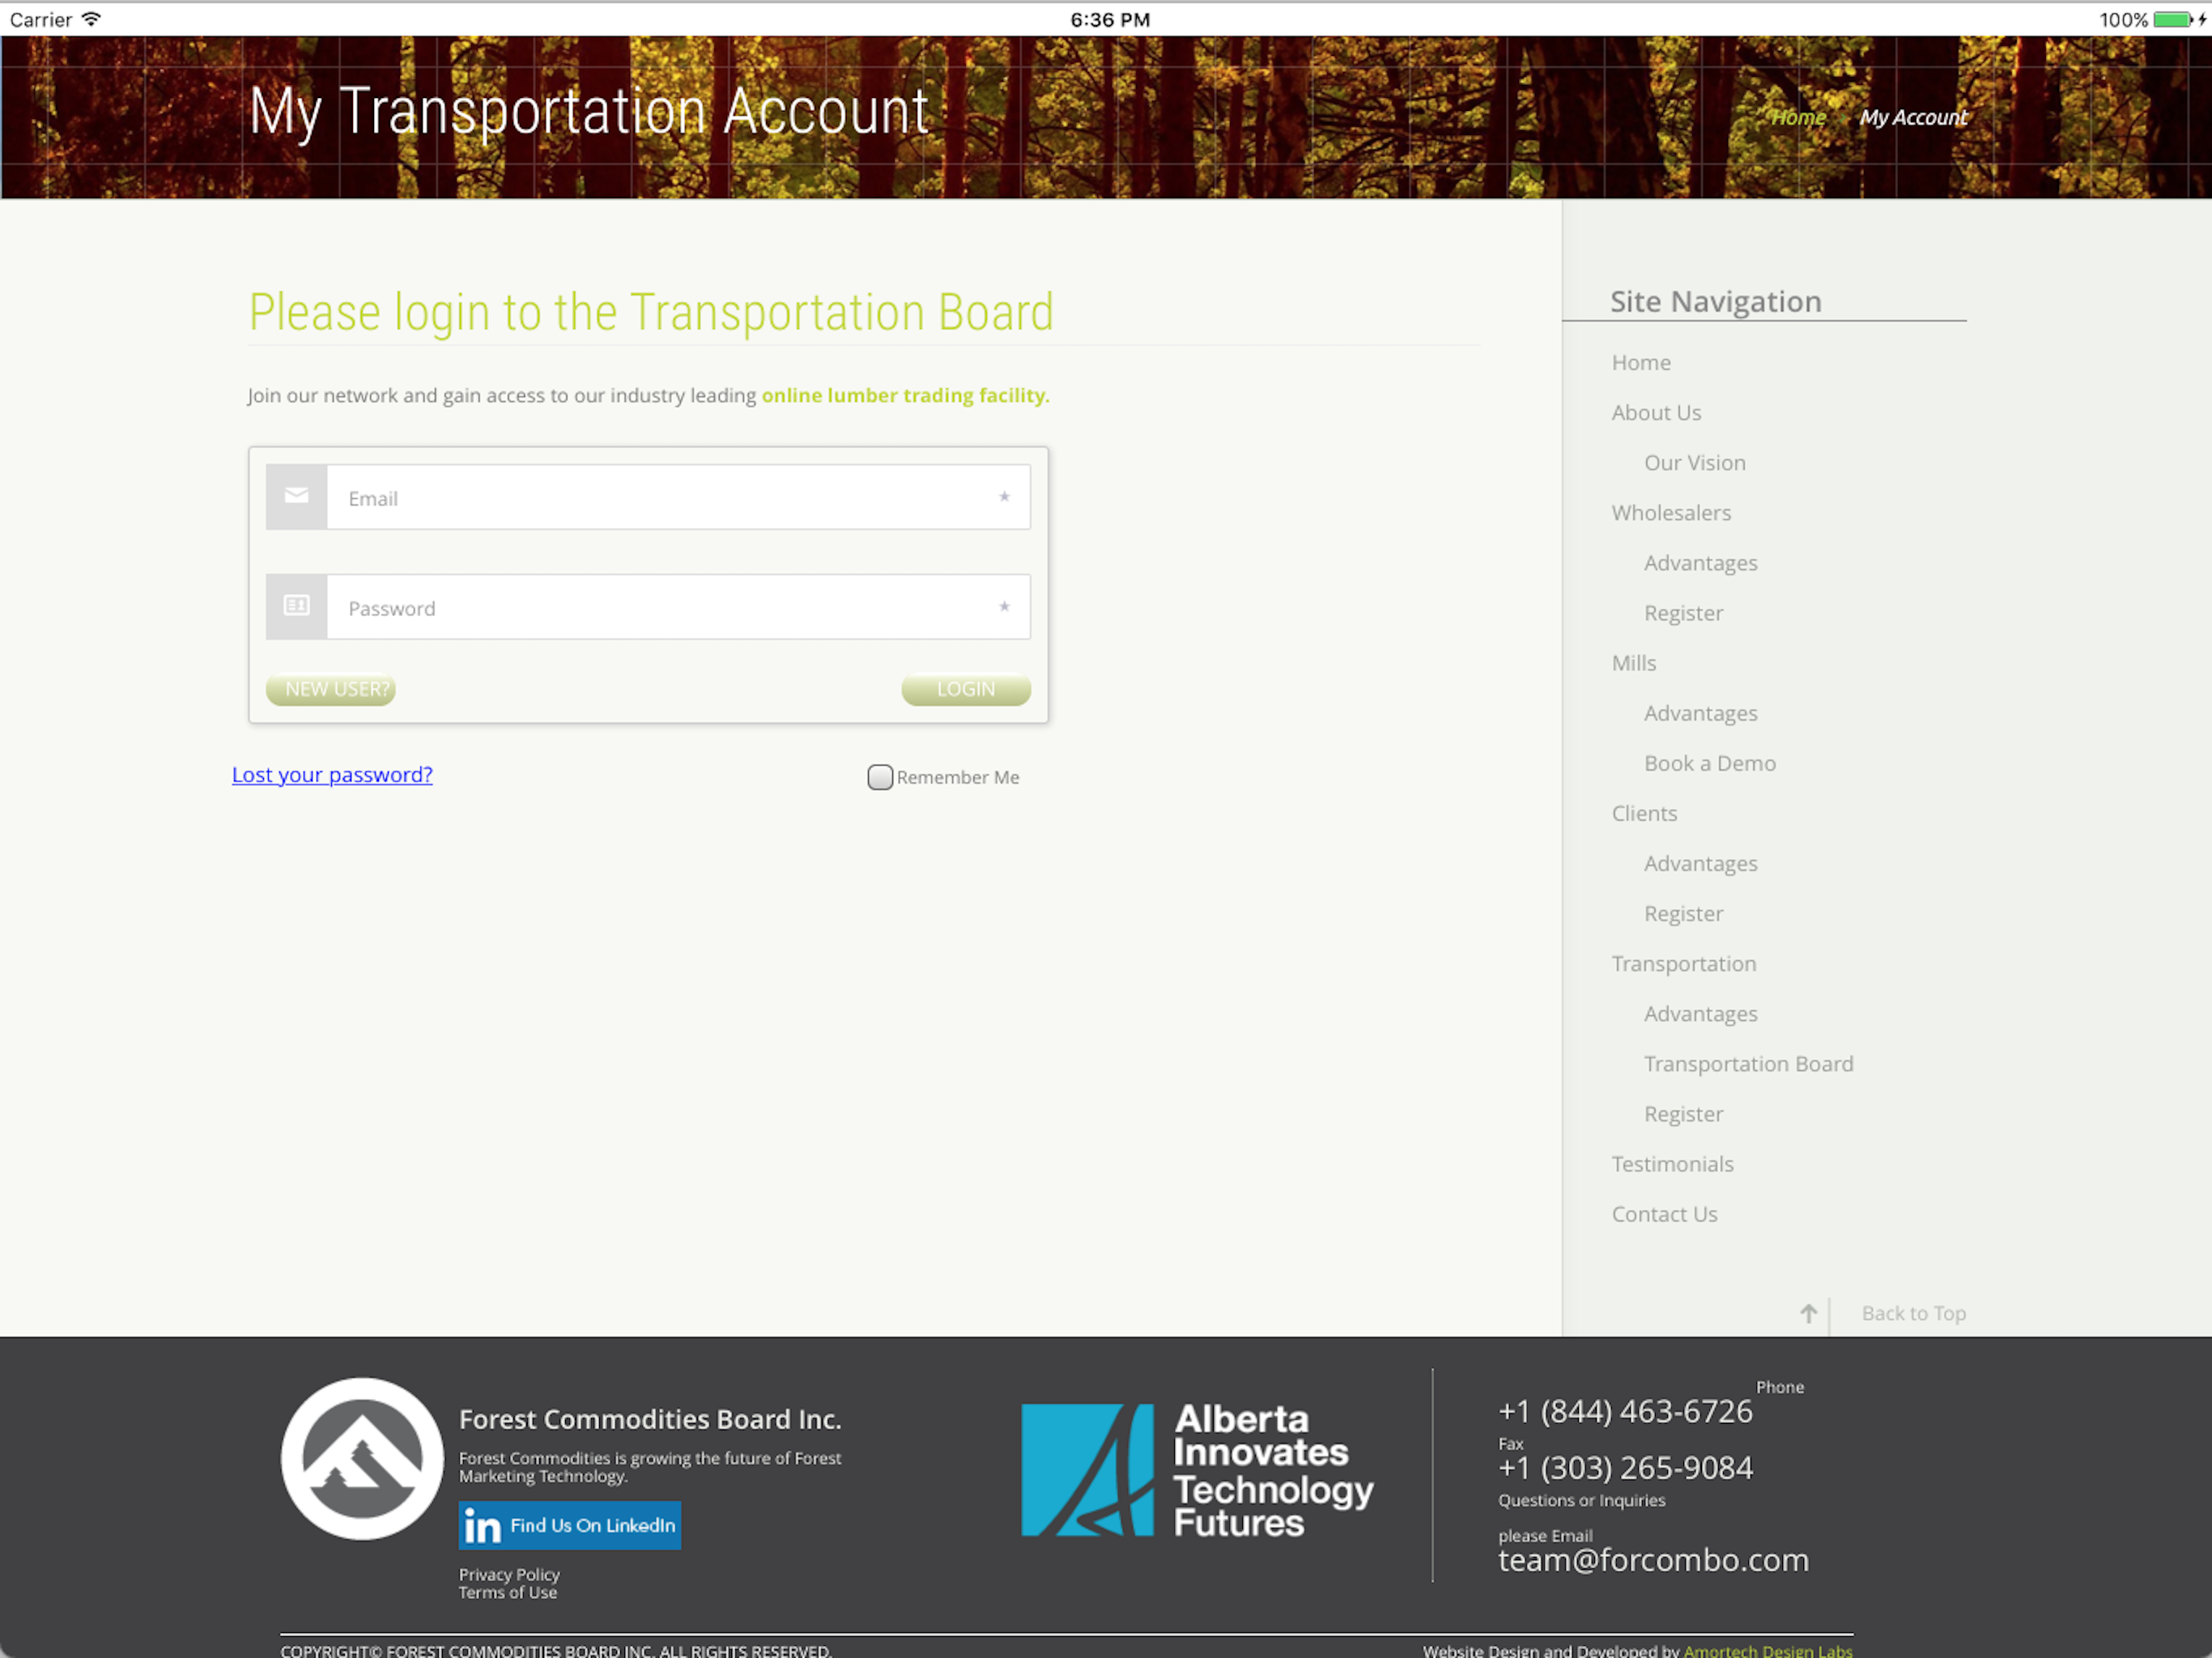 Carrier
6:36 PM
100%
My Transportation Account
Home
My Account
Please login to the Transportation Board
Join our network and gain access to our industry leading online lumber trading facility.
Email
Password
NEW USER?
LOGIN
Lost your password?
Remember Me
Site Navigation
Home
About Us
Our Vision
Wholesalers
Advantages
Register
Mills
Advantages
Book a Demo
Clients
Advantages
Register
Transportation
Advantages
Transportation Board
Register
Testimonials
Contact Us
Back to Top
Forest Commodities Board Inc.
Forest Commodities is growing the future of Forest
Marketing Technology.
in Find Us On LinkedIn
Privacy Policy
Terms of Use
Alberta
Innovates
Technology
Futures
Phone
+1 (844) 463-6726
Fax
+1 (303) 265-9084
Questions or Inquiries
please Email
team@forcombo.com
COPYRIGHT© FOREST COMMODITIES BOARD INC. ALL RIGHTS RESERVED.
Website Design and Developed by Amortech Design Labs